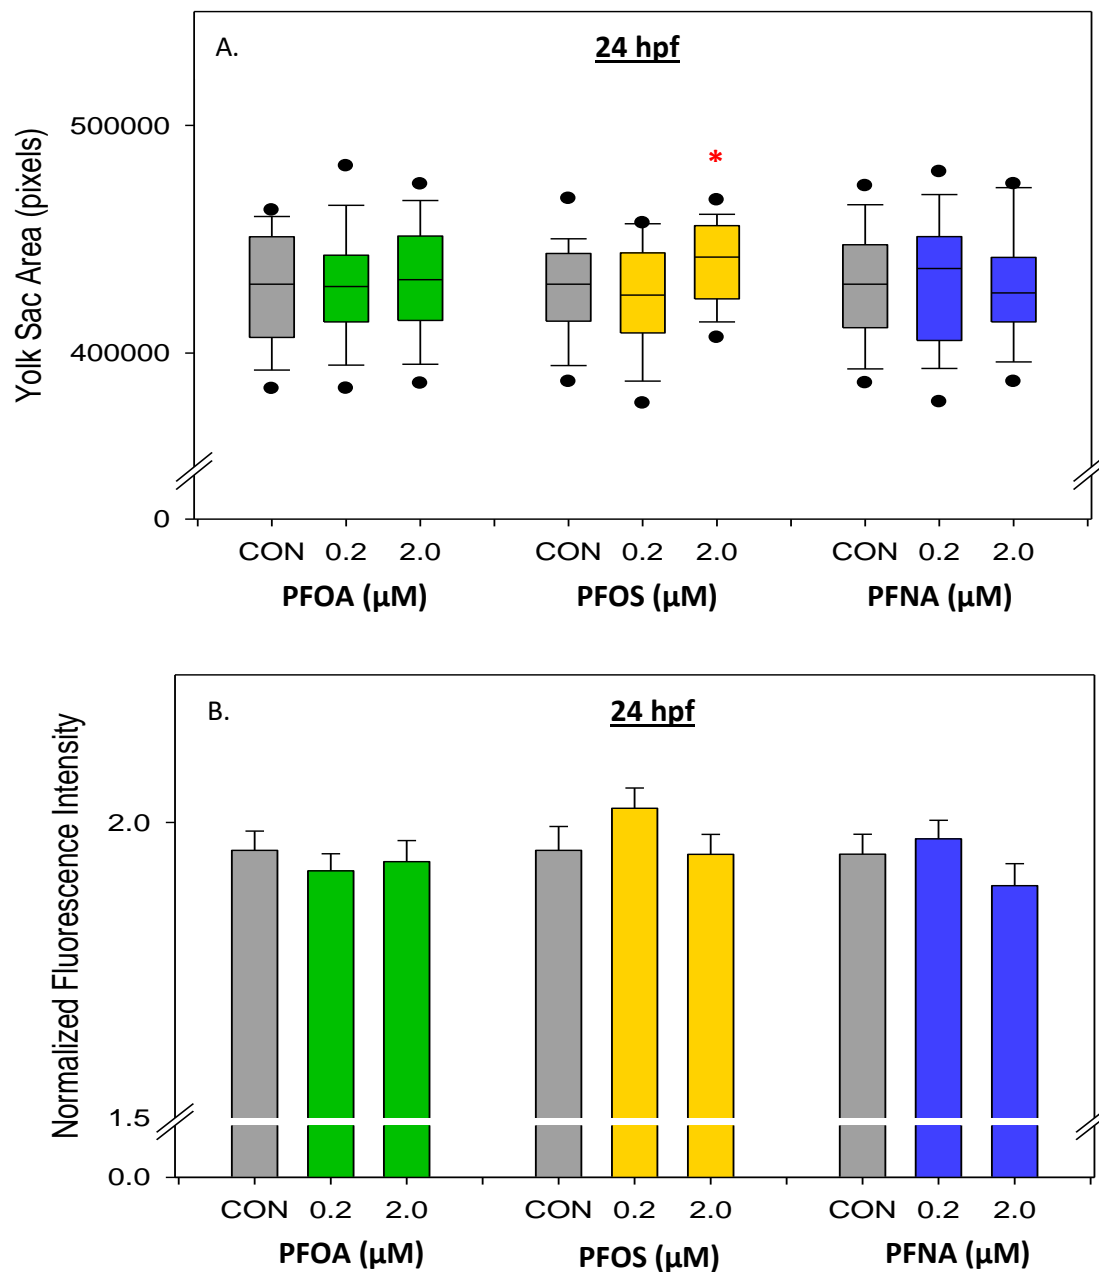 A.
24 hpf
Yolk Sac Area (pixels)
500000
*
400000
0
CON 0.2 2.0 CON 0.2 2.0 CON 0.2 2.0
PFOA (μM) PFOS (μM) PFNA (μM)
B.
24 hpf
Normalized Fluorescence Intensity
2.0
1.5
0.0
CON 0.2 2.0 CON 0.2 2.0 CON 0.2 2.0
PFOA (μM) PFOS (μM) PFNA (μM)